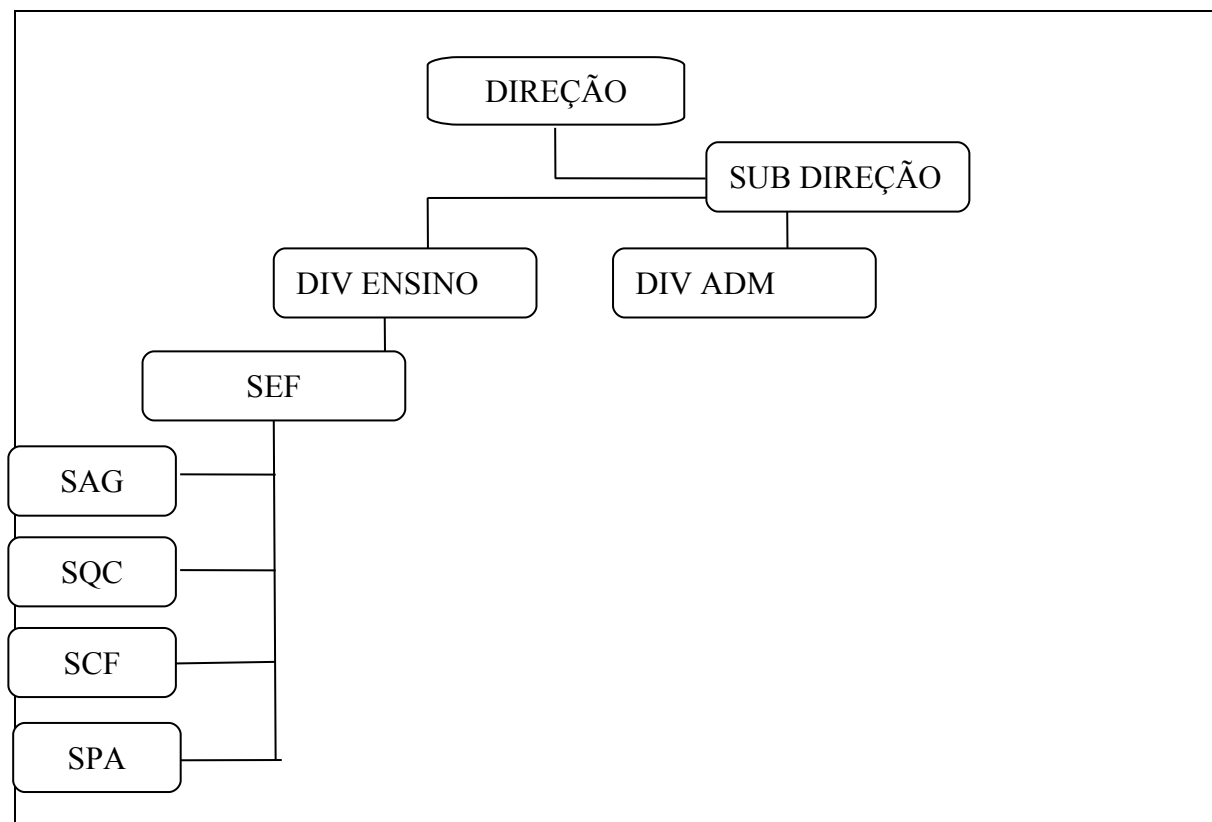 DIREÇÃO
SUB DIREÇÃO
DIV ENSINO
DIV ADM
SEF
SAG
SQC
SCF
SPA